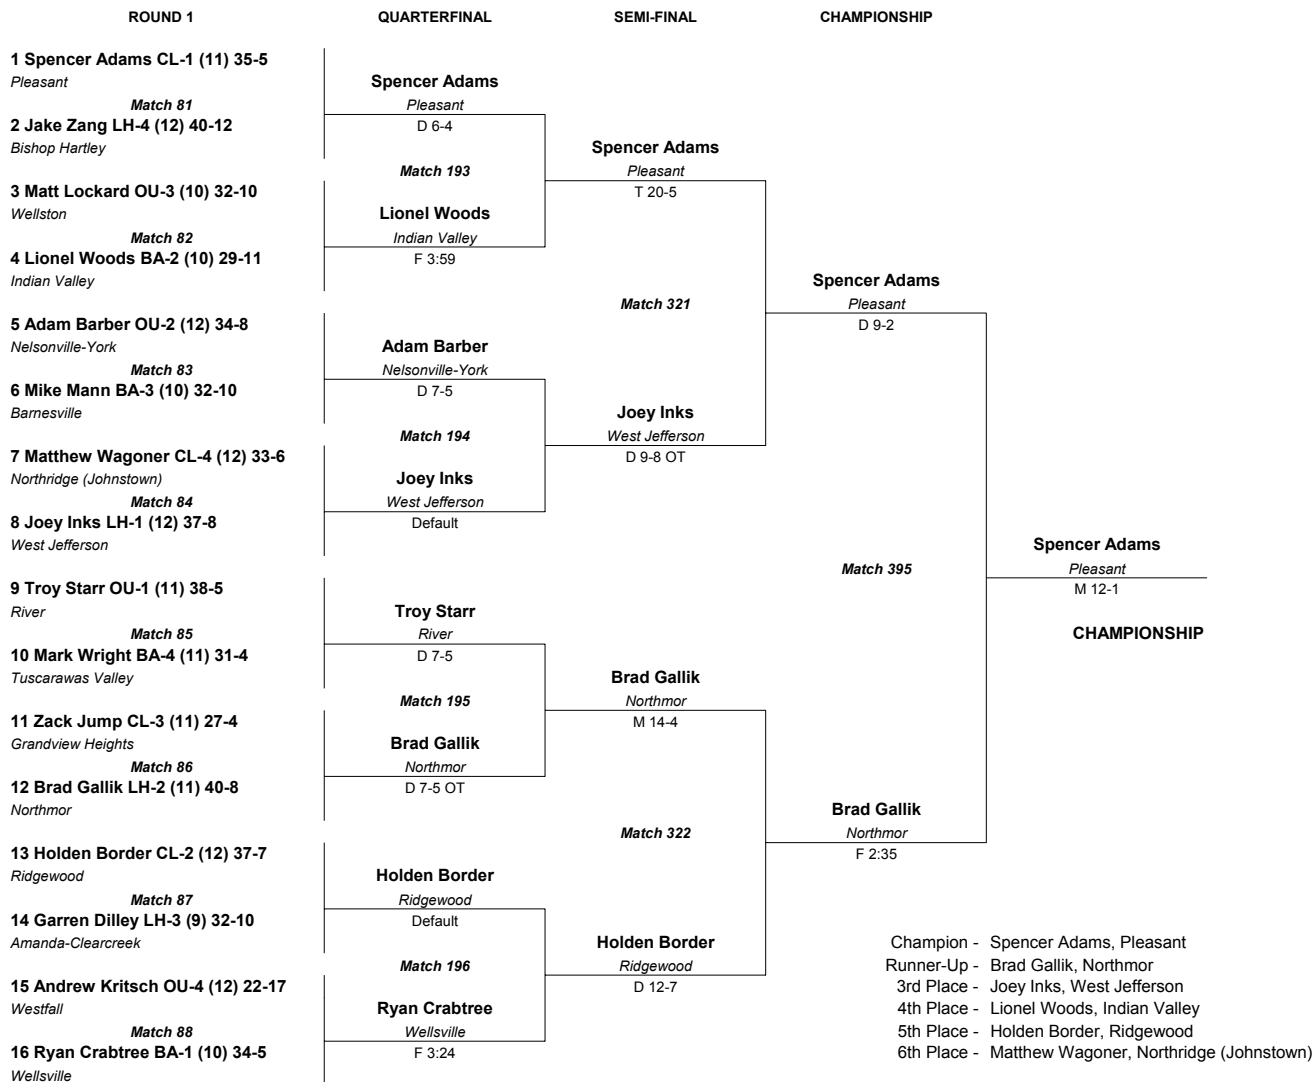 ROUND 1 QUARTERFINAL SEMI-FINAL CHAMPIONSHIP
1 Spencer Adams CL-1 (11) 35-5
Pleasant
Match 81
2 Jake Zang LH-4 (12) 40-12
Bishop Hartley
3 Matt Lockard OU-3 (10) 32-10
Wellston
Match 82
4 Lionel Woods BA-2 (10) 29-11
Indian Valley
5 Adam Barber OU-2 (12) 34-8
Nelsonville-York
Match 83
6 Mike Mann BA-3 (10) 32-10
Barnesville
7 Matthew Wagoner CL-4 (12) 33-6
Northridge (Johnstown)
Match 84
8 Joey Inks LH-1 (12) 37-8
West Jefferson
9 Troy Starr OU-1 (11) 38-5
River
Match 85
10 Mark Wright BA-4 (11) 31-4
Tuscarawas Valley
11 Zack Jump CL-3 (11) 27-4
Grandview Heights
Match 86
12 Brad Gallik LH-2 (11) 40-8
Northmor
13 Holden Border CL-2 (12) 37-7
Ridgewood
Match 87
14 Garren Dilley LH-3 (9) 32-10
Amanda-Clearcreek
15 Andrew Kritsch OU-4 (12) 22-17
Westfall
Match 88
16 Ryan Crabtree BA-1 (10) 34-5
Wellsville
Spencer Adams
Pleasant
D 6-4
Match 193
Lionel Woods
Indian Valley
F 3:59
Adam Barber
Nelsonville-York
D 7-5
Match 194
Joey Inks
West Jefferson
Default
Troy Starr
River
D 7-5
Match 195
Brad Gallik
Northmor
D 7-5 OT
Holden Border
Ridgewood
Default
Match 196
Ryan Crabtree
Wellsville
F 3:24
Spencer Adams
Pleasant
T 20-5
Match 321
Joey Inks
West Jefferson
D 9-8 OT
Brad Gallik
Northmor
M 14-4
Match 322
Holden Border
Ridgewood
D 12-7
Spencer Adams
Pleasant
D 9-2
Match 395
Brad Gallik
Northmor
F 2:35
Spencer Adams
Pleasant
M 12-1
CHAMPIONSHIP
Champion - Spencer Adams, Pleasant
Runner-Up - Brad Gallik, Northmor
3rd Place - Joey Inks, West Jefferson
4th Place - Lionel Woods, Indian Valley
5th Place - Holden Border, Ridgewood
6th Place - Matthew Wagoner, Northridge (Johnstown)